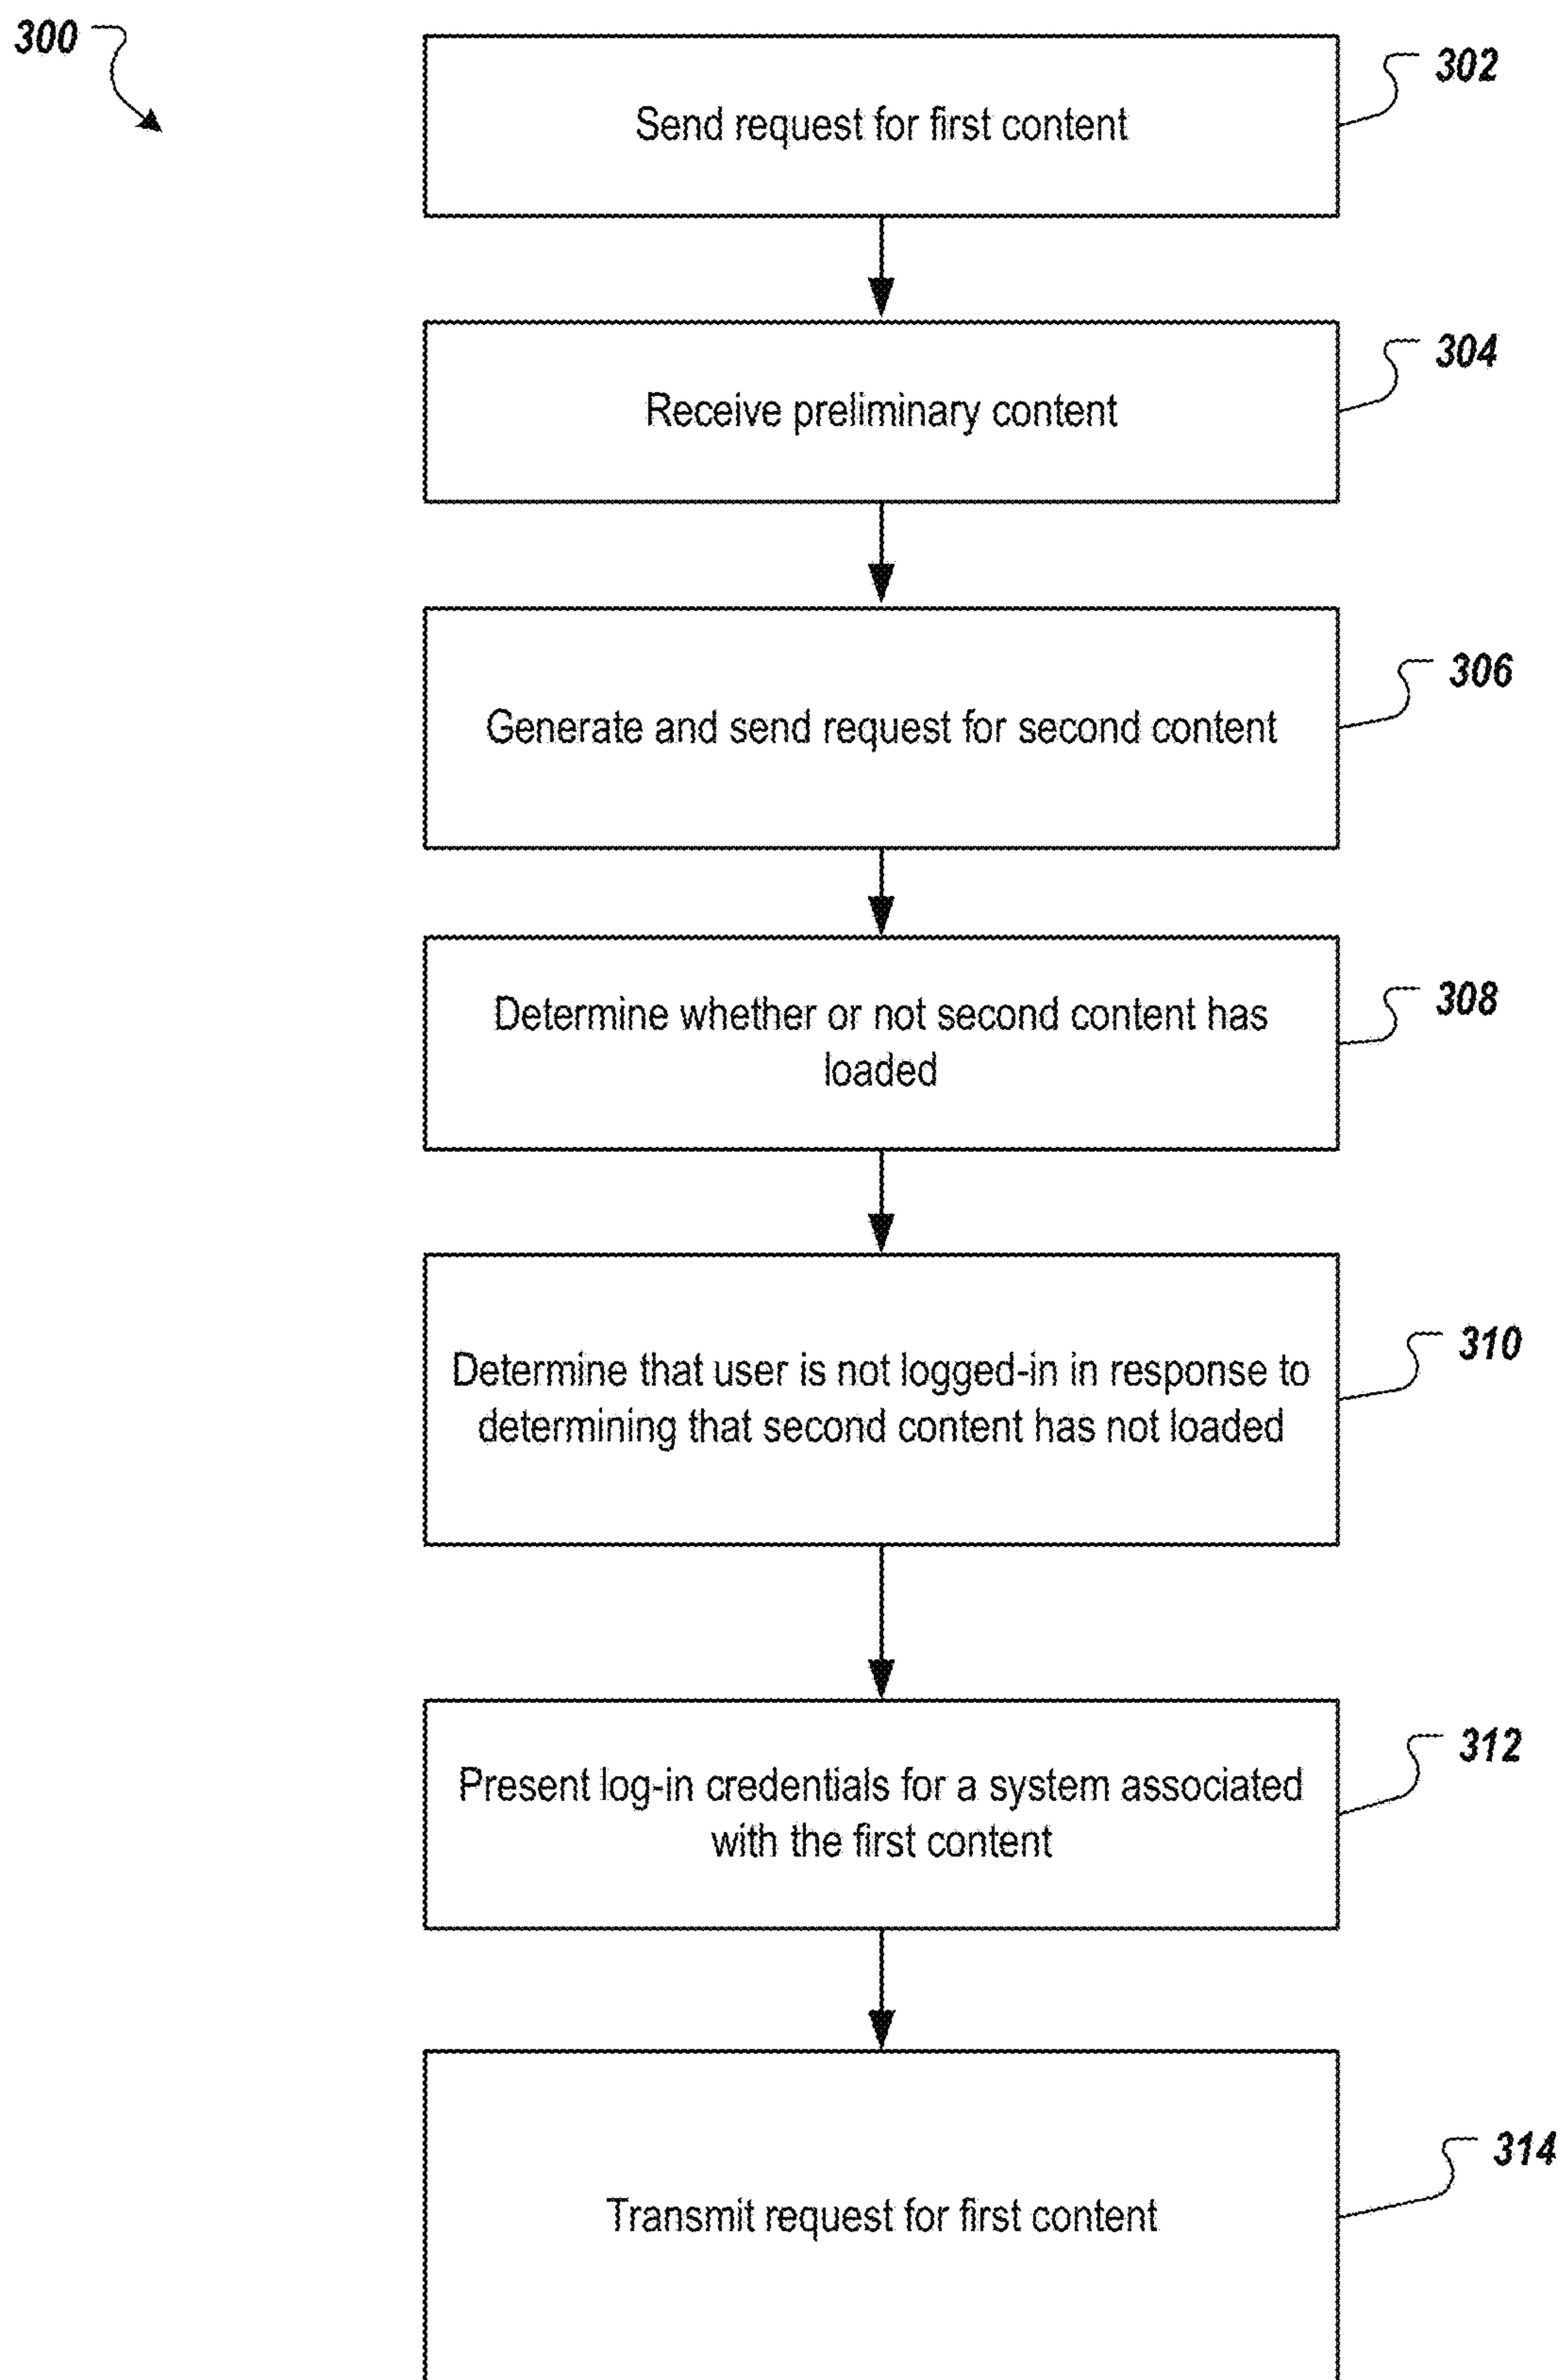 300
302
Send request for first content
304
Receive preliminary content
306
Generate and send request for second content
308
Determine whether or not second content has
loaded
310
Determine that user is not logged-in in response to
determining that second content has not loaded
312
Present log-in credentials for a system associated
with the first content
314
Transmit request for first content